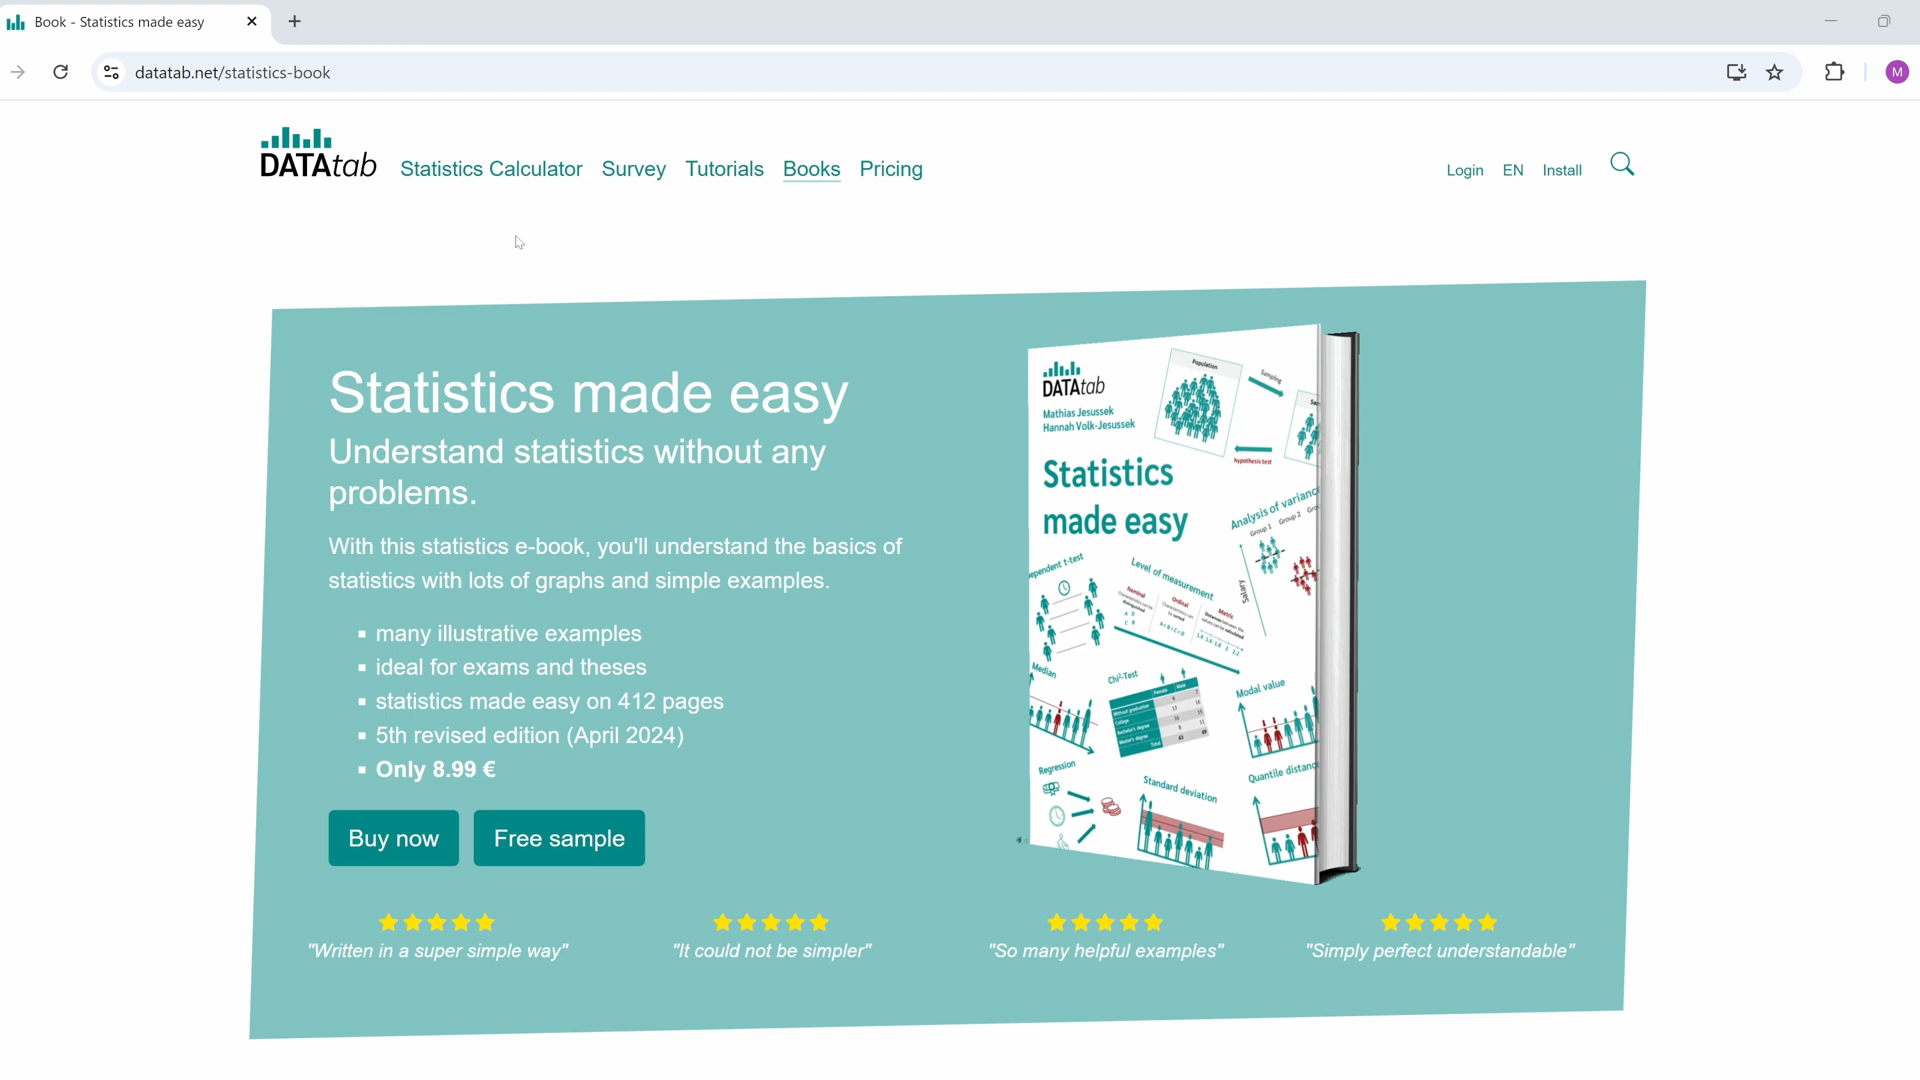 Book - Statistics made easy
datatab.net/statistics-book
M
DATAtab
Statistics Calculator Survey Tutorials Books Pricing
Login EN Install
Statistics made easy
Understand statistics without any
problems.
With this statistics e-book, you'll understand the basics of
statistics with lots of graphs and simple examples.
▪ many illustrative examples
▪ ideal for exams and theses
▪ statistics made easy on 412 pages
▪ 5th revised edition (April 2024)
▪ Only 8.99 €
Buy now Free sample
DATAtab
Mathias Jesussek
Hannah Volk-Jesussek
Population
Sampling
hypothesis test
Statistics
made easy
Analysis of variance
Group 1 Group 2
Salary
t-test
Level of measurement
Nominal
Ordinal
Metric
Median
Chi²-Test
Female Male
Total
Modal value
Regression
Standard deviation
Quantile distance
"Written in a super simple way"
"It could not be simpler"
"So many helpful examples"
"Simply perfect understandable"